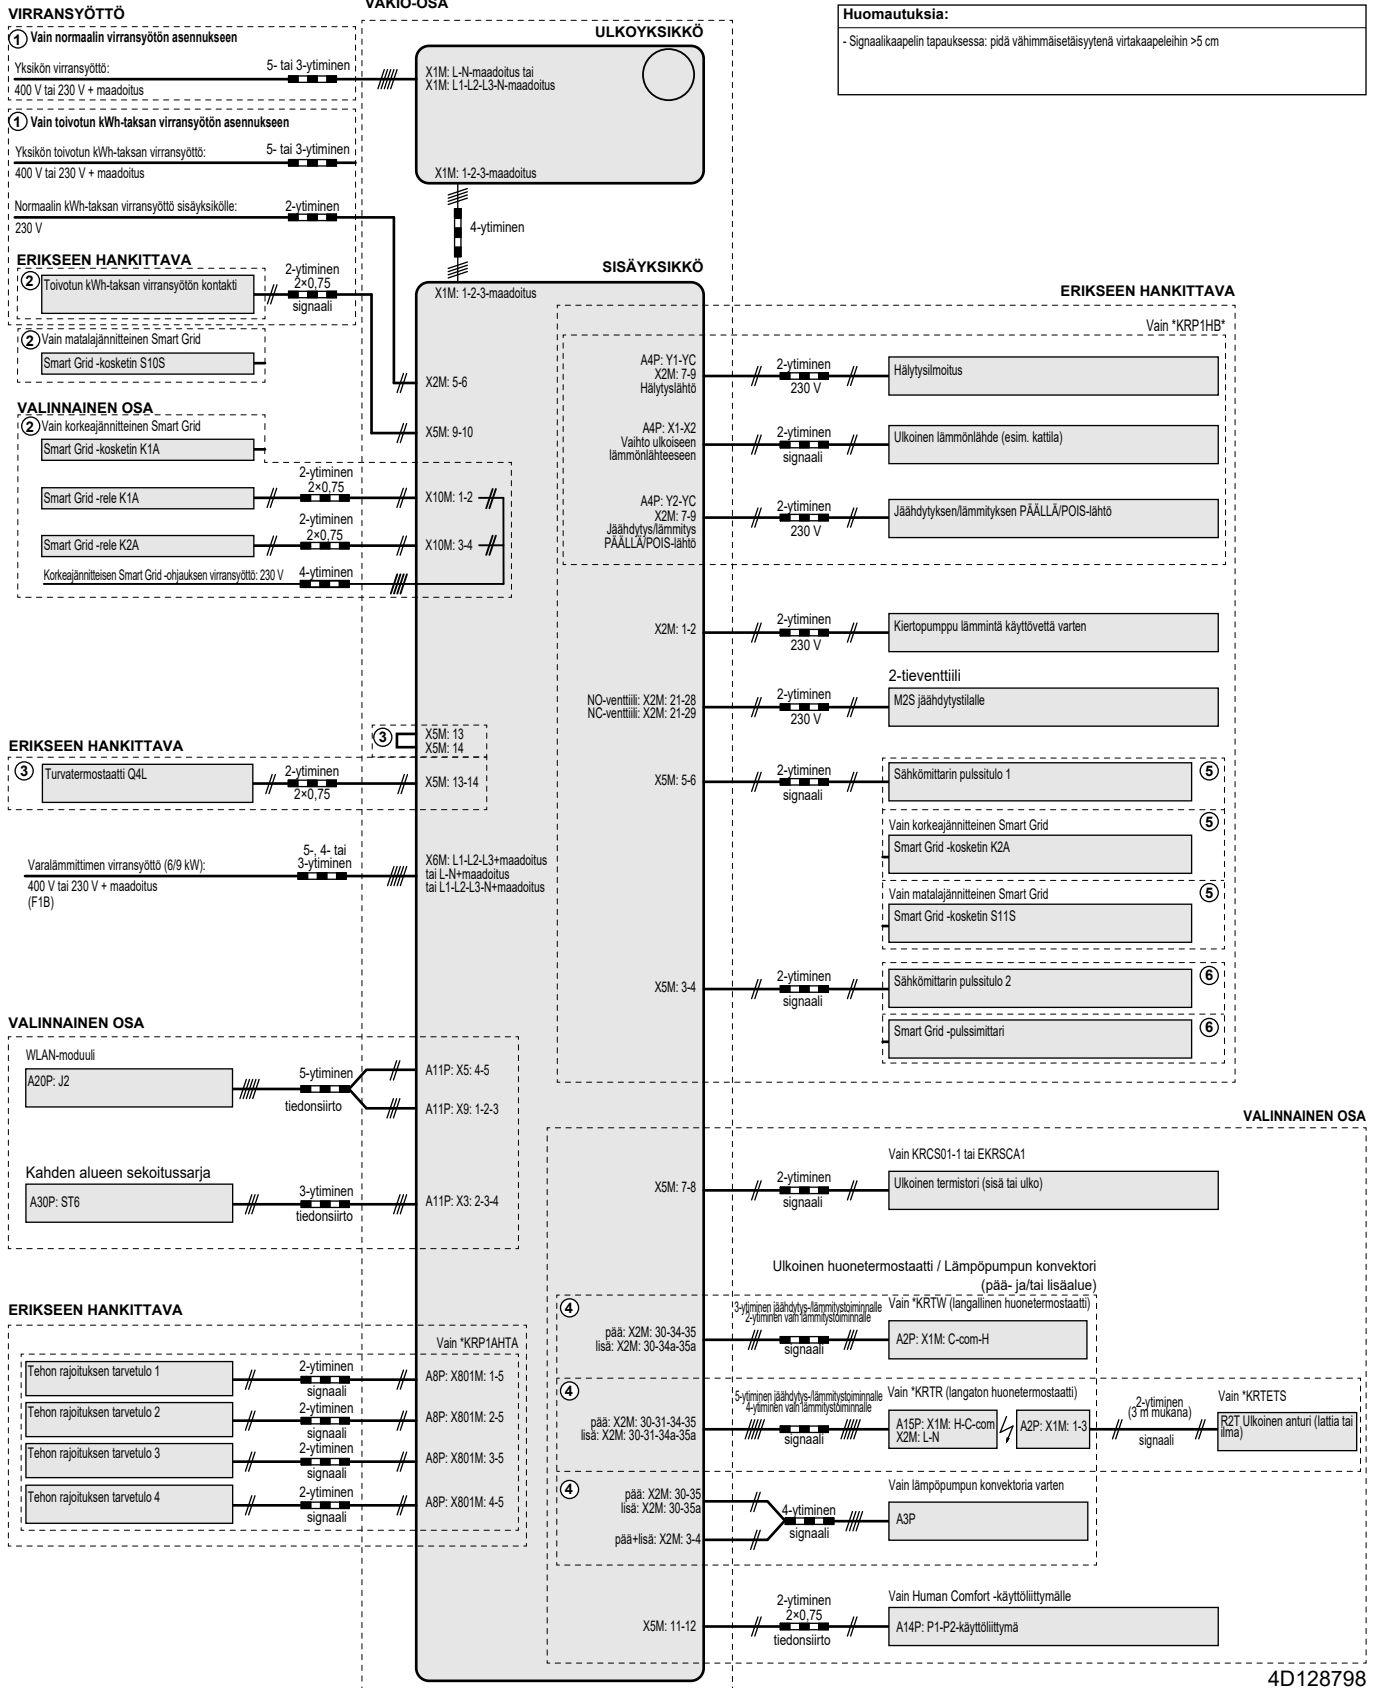 VIRRANSYÖTTÖ
VAKIO-OSA
① Vain normaalin virransyötön asennukseen
Yksikön virransyöttö:
5- tai 3-ytiminen
400 V tai 230 V + maadoitus
① Vain toivotun kWh-taksan virransyötön asennukseen
Yksikön toivotun kWh-taksan virransyöttö:
5- tai 3-ytiminen
400 V tai 230 V + maadoitus
Normaalin kWh-taksan virransyöttö sisäyksikölle:
2-ytiminen
230 V
ERIKSEEN HANKITTAVA
② Toivotun kWh-taksan virransyötön kontakti
2-ytiminen
2×0,75
signaali
② Vain matalajännitteinen Smart Grid
Smart Grid -kosketin S10S
VALINNAINEN OSA
② Vain korkeajännitteinen Smart Grid
Smart Grid -kosketin K1A
2-ytiminen
2×0,75
Smart Grid -rele K1A
2-ytiminen
2×0,75
Smart Grid -rele K2A
Korkeajännitteisen Smart Grid -ohjauksen virransyöttö: 230 V
4-ytiminen
ERIKSEEN HANKITTAVA
③ Turvatermostaatti Q4L
2-ytiminen
2×0,75
Varalämmittimen virransyöttö (6/9 kW):
5-, 4- tai
3-ytiminen
400 V tai 230 V + maadoitus
(F1B)
VALINNAINEN OSA
WLAN-moduuli
A20P: J2
5-ytiminen
tiedonsiirto
Kahden alueen sekoitussarja
A30P: ST6
3-ytiminen
tiedonsiirto
ERIKSEEN HANKITTAVA
Vain *KRP1AHTA
Tehon rajoituksen tarvetulo 1
2-ytiminen
signaali
Tehon rajoituksen tarvetulo 2
2-ytiminen
signaali
Tehon rajoituksen tarvetulo 3
2-ytiminen
signaali
Tehon rajoituksen tarvetulo 4
2-ytiminen
signaali
ULKOYKSIKKÖ
X1M: L-N-maadoitus tai
X1M: L1-L2-L3-N-maadoitus
X1M: 1-2-3-maadoitus
4-ytiminen
SISÄYKSIKKÖ
X1M: 1-2-3-maadoitus
X2M: 5-6
X5M: 9-10
X10M: 1-2
X10M: 3-4
③ X5M: 13
X5M: 14
X5M: 13-14
X6M: L1-L2-L3+maadoitus
tai L-N+maadoitus
tai L1-L2-L3-N+maadoitus
A11P: X5: 4-5
A11P: X9: 1-2-3
A11P: X3: 2-3-4
A8P: X801M: 1-5
A8P: X801M: 2-5
A8P: X801M: 3-5
A8P: X801M: 4-5
Huomautuksia:
- Signaalikaapelin tapauksessa: pidä vähimmäisetäisyytenä virtakaapeleihin >5 cm
ERIKSEEN HANKITTAVA
Vain *KRP1HB*
A4P: Y1-YC
X2M: 7-9
Hälytyslähtö
2-ytiminen
230 V
Hälytysilmoitus
A4P: X1-X2
Vaihto ulkoiseen
lämmönlähteeseen
2-ytiminen
signaali
Ulkoinen lämmönlähde (esim. kattila)
A4P: Y2-YC
X2M: 7-9
Jäähdytys/lämmitys
PÄÄLLÄ/POIS-lähtö
2-ytiminen
230 V
Jäähdytyksen/lämmityksen PÄÄLLÄ/POIS-lähtö
X2M: 1-2
2-ytiminen
230 V
Kiertopumppu lämmintä käyttövettä varten
2-tieventtiili
NO-venttiili: X2M: 21-28
NC-venttiili: X2M: 21-29
2-ytiminen
230 V
M2S jäähdytystilalle
X5M: 5-6
2-ytiminen
signaali
Sähkömittarin pulssitulo 1
⑤
Vain korkeajännitteinen Smart Grid
⑤
Smart Grid -kosketin K2A
Vain matalajännitteinen Smart Grid
⑤
Smart Grid -kosketin S11S
X5M: 3-4
2-ytiminen
signaali
Sähkömittarin pulssitulo 2
⑥
Smart Grid -pulssimittari
⑥
VALINNAINEN OSA
Vain KRCS01-1 tai EKRSCA1
X5M: 7-8
2-ytiminen
signaali
Ulkoinen termistori (sisä tai ulko)
Ulkoinen huonetermostaatti / Lämpöpumpun konvektori
(pää- ja/tai lisäalue)
④
3-ytiminen jäähdytys-/lämmitystoiminnalle
2-ytiminen vain lämmitystoiminnalle
Vain *KRTW (langallinen huonetermostaatti)
pää: X2M: 30-34-35
lisä: X2M: 30-34a-35a
signaali
A2P: X1M: C-com-H
④
5-ytiminen jäähdytys-/lämmitystoiminnalle
4-ytiminen vain lämmitystoiminnalle
Vain *KRTR (langaton huonetermostaatti)
pää: X2M: 30-31-34-35
lisä: X2M: 30-31-34a-35a
signaali
A15P: X1M: H-C-com
X2M: L-N
A2P: X1M: 1-3
2-ytiminen
(3 m mukana)
signaali
Vain *KRTETS
R2T Ulkoinen anturi (lattia tai
ilma)
④
Vain lämpöpumpun konvektoria varten
pää: X2M: 30-35
lisä: X2M: 30-35a
pää+lisä: X2M: 3-4
4-ytiminen
signaali
A3P
Vain Human Comfort -käyttöliittymälle
X5M: 11-12
2-ytiminen
2×0,75
tiedonsiirto
A14P: P1-P2-käyttöliittymä
4D128798